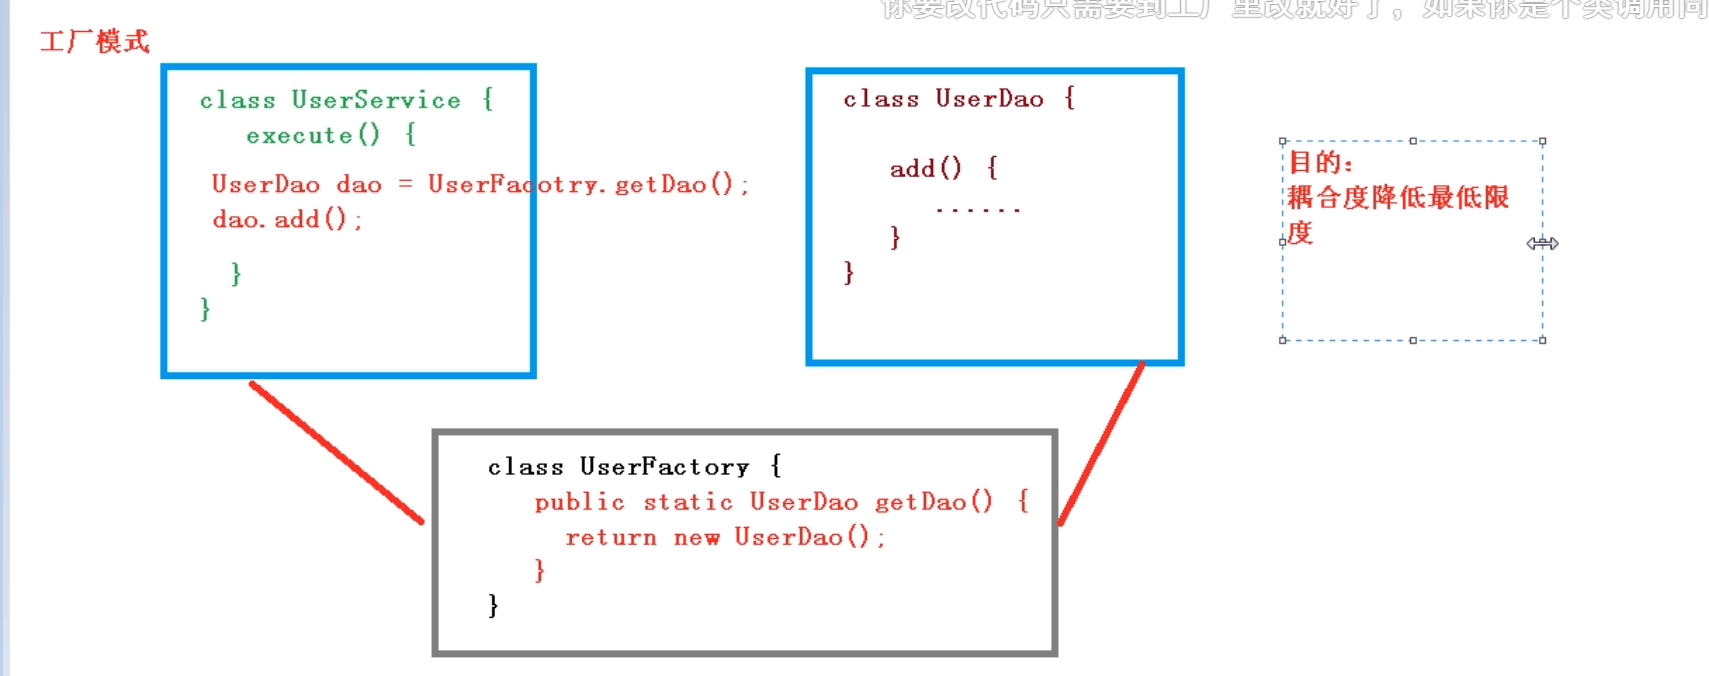 你要改代码只需要到工厂里改就好了，如果你是个类调用同
工厂模式
class UserService {
execute() {
UserDao dao = UserFacotry.getDao();
dao.add();
}
}
class UserDao {
add() {
......
}
}
目的：
耦合度降低最低限
度
class UserFactory {
public static UserDao getDao() {
return new UserDao();
}
}